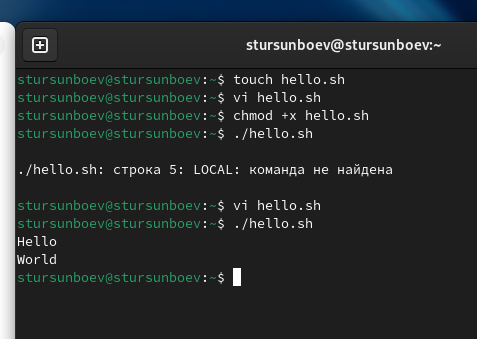 stursunboev@stursunboev:~
stursunboev@stursunboev:~$ touch hello.sh
stursunboev@stursunboev:~$ vi hello.sh
stursunboev@stursunboev:~$ chmod +x hello.sh
stursunboev@stursunboev:~$ ./hello.sh
./hello.sh: строка 5: LOCAL: команда не найдена
stursunboev@stursunboev:~$ vi hello.sh
stursunboev@stursunboev:~$ ./hello.sh
Hello
World
stursunboev@stursunboev:~$